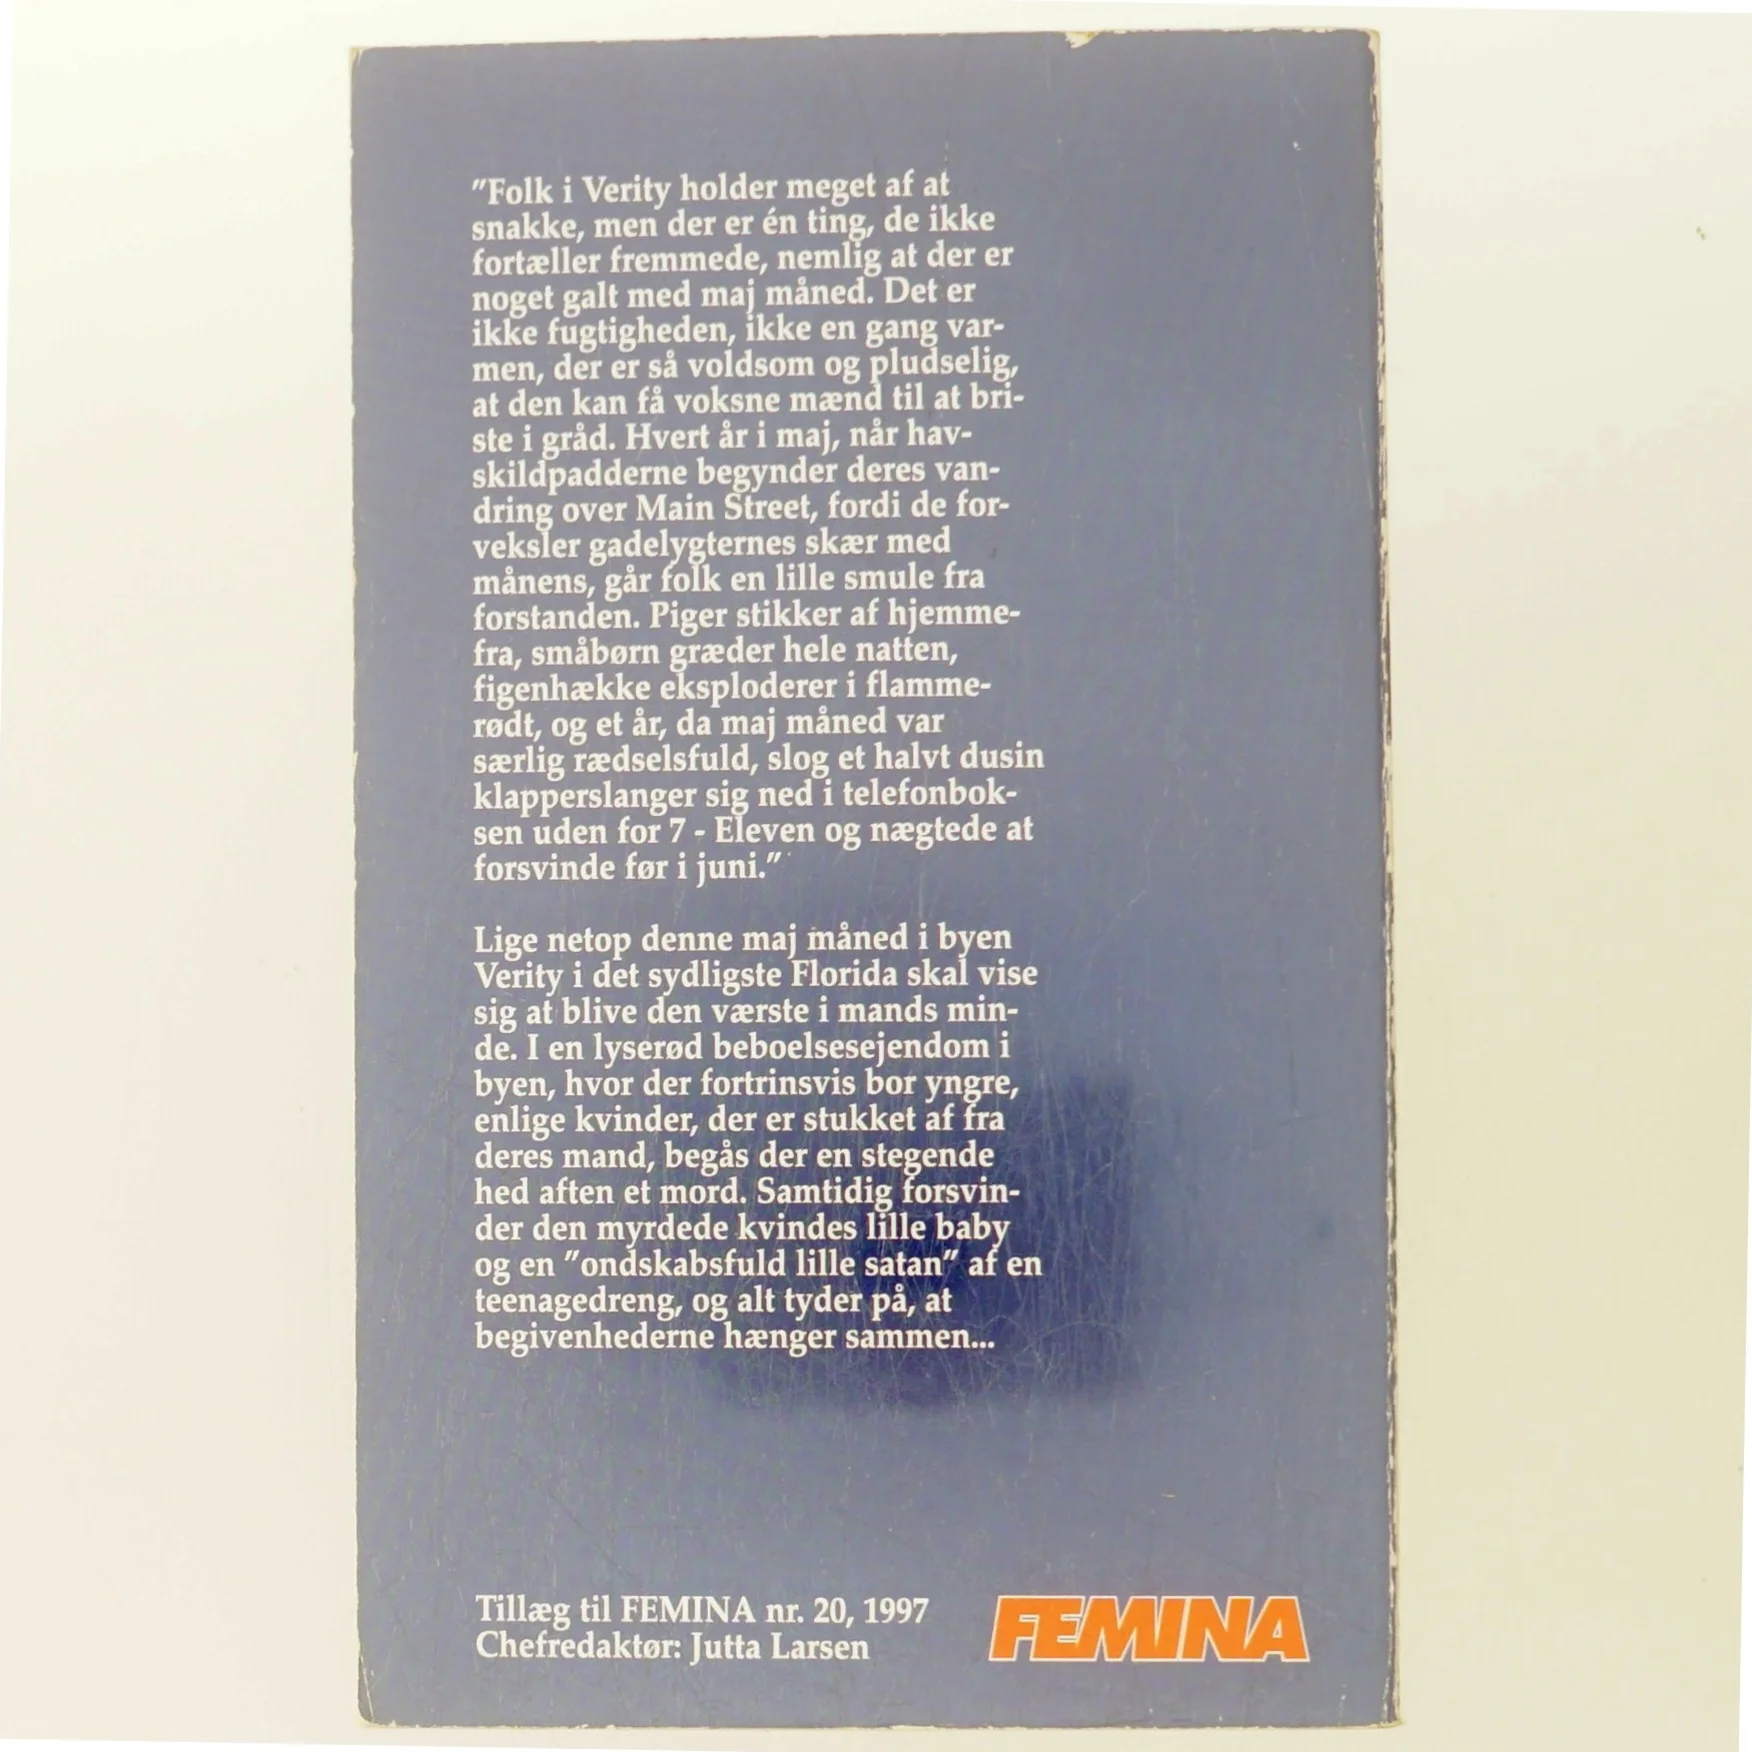 "Folk i Verity holder meget af at
snakke, men der er én ting, de ikke
fortæller fremmede, nemlig at der er
noget galt med maj måned. Det er
ikke fugtigheden, ikke en gang var-
men, der er så voldsom og pludselig,
at den kan få voksne mænd til at bri-
ste i gråd. Hvert år i maj, når hav-
skildpadderne begynder deres van-
dring over Main Street, fordi de for-
veksler gadelygternes skær med
månens, går folk en lille smule fra
forstanden. Piger stikker af hjemme-
fra, småbørn græder hele natten,
figenhække eksploderer i flamme-
rødt, og et år, da maj måned var
særlig rædselsfuld, slog et halvt dusin
klapperslanger sig ned i telefonbok-
sen uden for 7 - Eleven og nægtede at
forsvinde før i juni."
Lige netop denne maj måned i byen
Verity i det sydligste Florida skal vise
sig at blive den værste i mands min-
de. I en lyserød beboelsesejendom i
byen, hvor der fortrinsvis bor yngre,
enlige kvinder, der er stukket af fra
deres mand, begås der en stegende
hed aften et mord. Samtidig forsvin-
der den myrdede kvindes lille baby
og en "ondskabsfuld lille satan" af en
teenagedreng, og alt tyder på, at
begivenhederne hænger sammen...
Tillæg til FEMINA nr. 20, 1997
Chefredaktør: Jutta Larsen
FEMINA